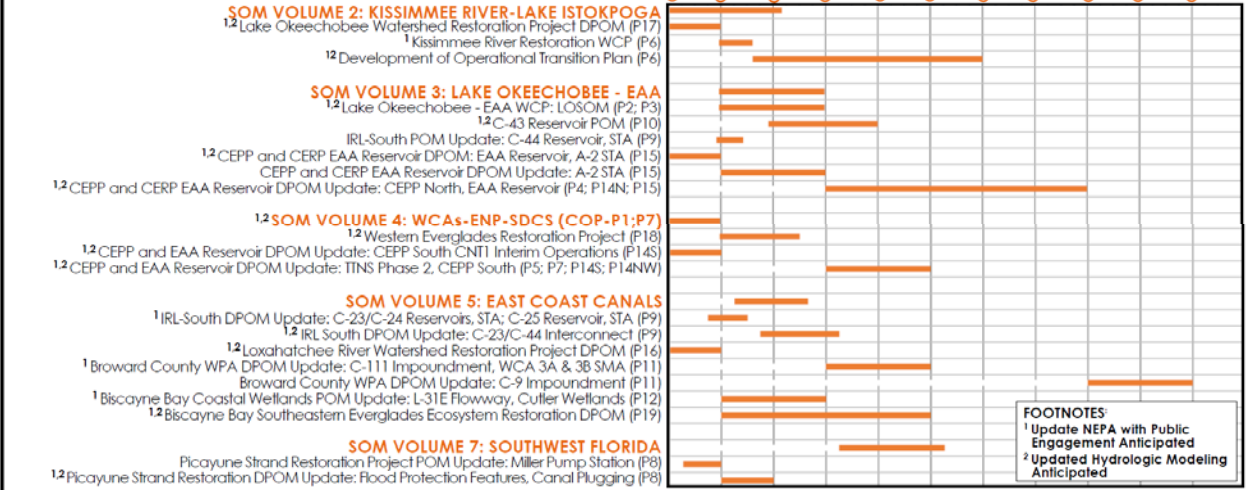 SOM VOLUME 2: KISSIMMEE RIVER-LAKE ISTOKPOGA
1,2 Lake Okeechobee Watershed Restoration Project DPOM (P17)
1 Kissimmee River Restoration WCP (P6)
12 Development of Operational Transition Plan (P6)
SOM VOLUME 3: LAKE OKEECHOBEE - EAA
1,2 Lake Okeechobee - EAA WCP: LOSOM (P2; P3)
1,2 C-43 Reservoir POM (P10)
IRL-South POM Update: C-44 Reservoir, STA (P9)
1,2 CEPP and CERP EAA Reservoir DPOM: EAA Reservoir, A-2 STA (P15)
CEPP and CERP EAA Reservoir DPOM Update: A-2 STA (P15)
1,2 CEPP and CERP EAA Reservoir DPOM Update: CEPP North, EAA Reservoir (P4; P14N; P15)
1,2 SOM VOLUME 4: WCAs-ENP-SDCS (COP-P1;P7)
1,2 Western Everglades Restoration Project (P18)
1,2 CEPP and EAA Reservoir DPOM Update: CEPP South CNT1 Interim Operations (P14S)
1,2 CEPP and EAA Reservoir DPOM Update: TTNS Phase 2, CEPP South (P5; P7; P14S; P14NW)
SOM VOLUME 5: EAST COAST CANALS
1 IRL-South DPOM Update: C-23/C-24 Reservoirs, STA; C-25 Reservoir, STA (P9)
1,2 IRL South DPOM Update: C-23/C-44 Interconnect (P9)
1,2 Loxahatchee River Watershed Restoration Project DPOM (P16)
1 Broward County WPA DPOM Update: C-111 Impoundment, WCA 3A & 3B SMA (P11)
Broward County WPA DPOM Update: C-9 Impoundment (P11)
1 Biscayne Bay Coastal Wetlands POM Update: L-31E Flowway, Cutler Wetlands (P12)
1,2 Biscayne Bay Southeastern Everglades Ecosystem Restoration DPOM (P19)
SOM VOLUME 7: SOUTHWEST FLORIDA
Picayune Strand Restoration Project POM Update: Miller Pump Station (P8)
1,2 Picayune Strand Restoration DPOM Update: Flood Protection Features, Canal Plugging (P8)
FOOTNOTES:
1 Update NEPA with Public
Engagement Anticipated
2 Updated Hydrologic Modeling
Anticipated